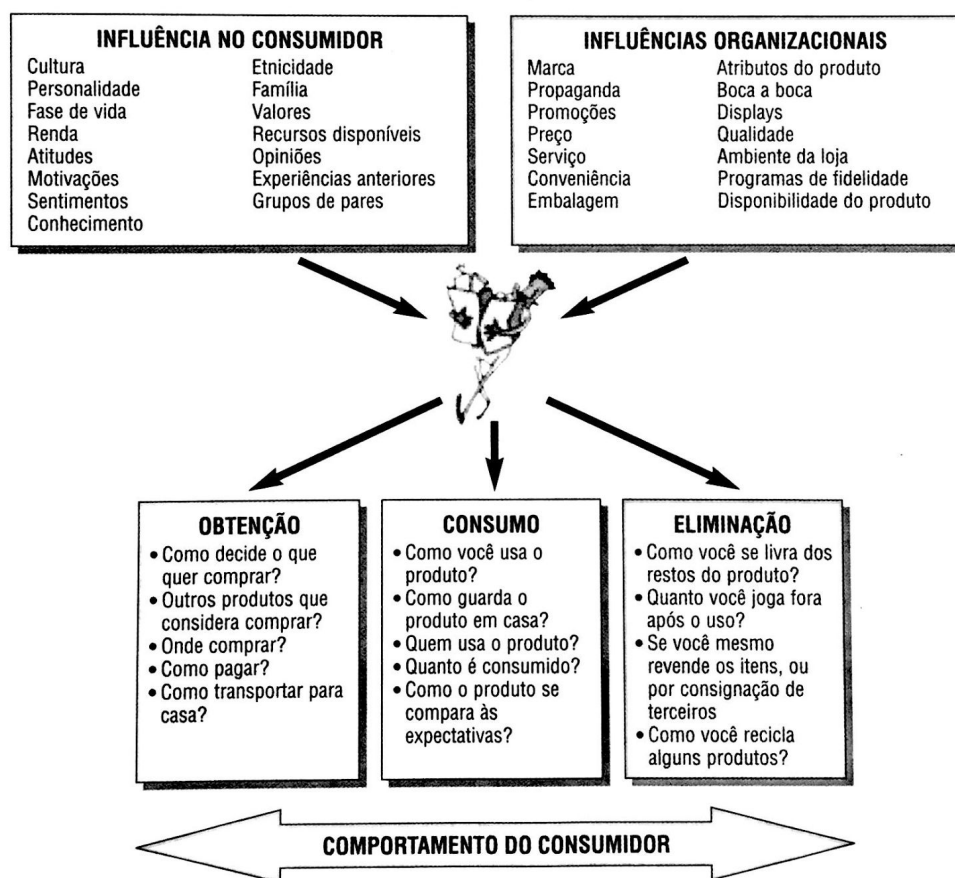 INFLUÊNCIA NO CONSUMIDOR
Cultura
Personalidade
Fase de vida
Renda
Atitudes
Motivações
Sentimentos
Conhecimento
Etnicidade
Família
Valores
Recursos disponíveis
Opiniões
Experiências anteriores
Grupos de pares
INFLUÊNCIAS ORGANIZACIONAIS
Marca
Propaganda
Promoções
Preço
Serviço
Conveniência
Embalagem
Atributos do produto
Boca a boca
Displays
Qualidade
Ambiente da loja
Programas de fidelidade
Disponibilidade do produto
OBTENÇÃO
• Como decide o que
quer comprar?
• Outros produtos que
considera comprar?
• Onde comprar?
• Como pagar?
• Como transportar para
casa?
CONSUMO
• Como você usa o
produto?
• Como guarda o
produto em casa?
• Quem usa o produto?
• Quanto é consumido?
• Como o produto se
compara às
expectativas?
ELIMINAÇÃO
• Como você se livra dos
restos do produto?
• Quanto você joga fora
após o uso?
• Se você mesmo
revende os itens, ou
por consignação de
terceiros
• Como você recicla
alguns produtos?
COMPORTAMENTO DO CONSUMIDOR